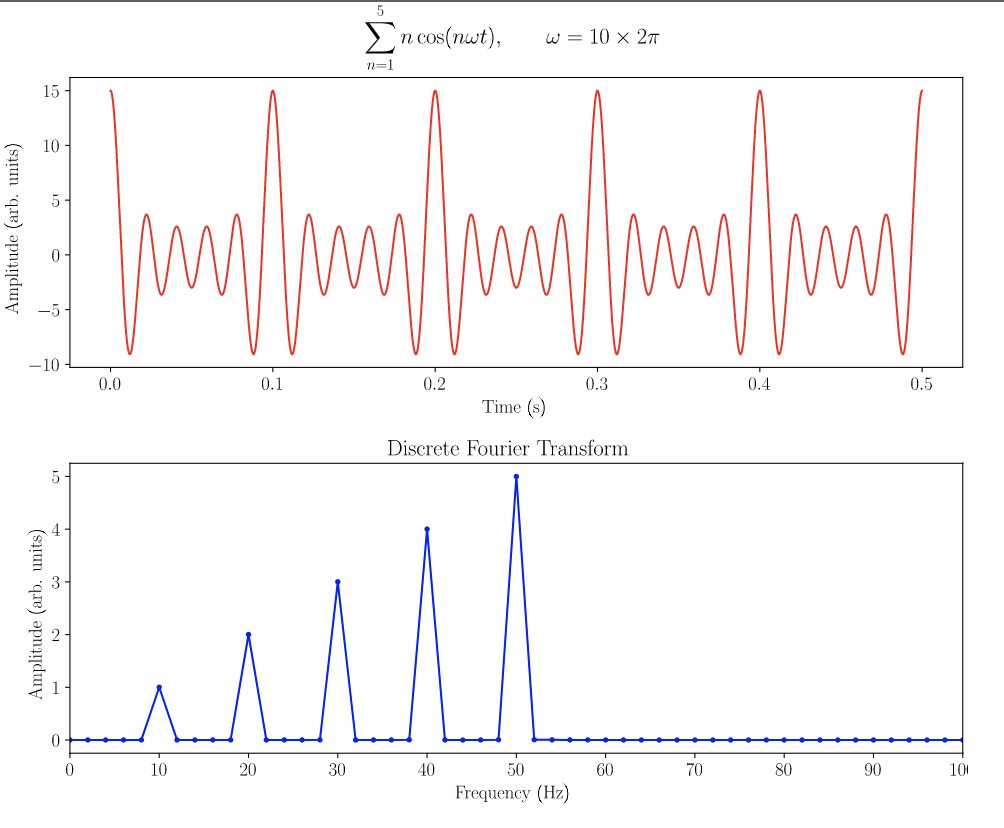 5
∑ n cos(nωt),    ω = 10 × 2π
n=1
15
10
5
0
−5
−10
Amplitude (arb. units)
0.0 0.1 0.2 0.3 0.4 0.5
Time (s)
Discrete Fourier Transform
5
4
3
2
1
0
Amplitude (arb. units)
0 10 20 30 40 50 60 70 80 90 10
Frequency (Hz)